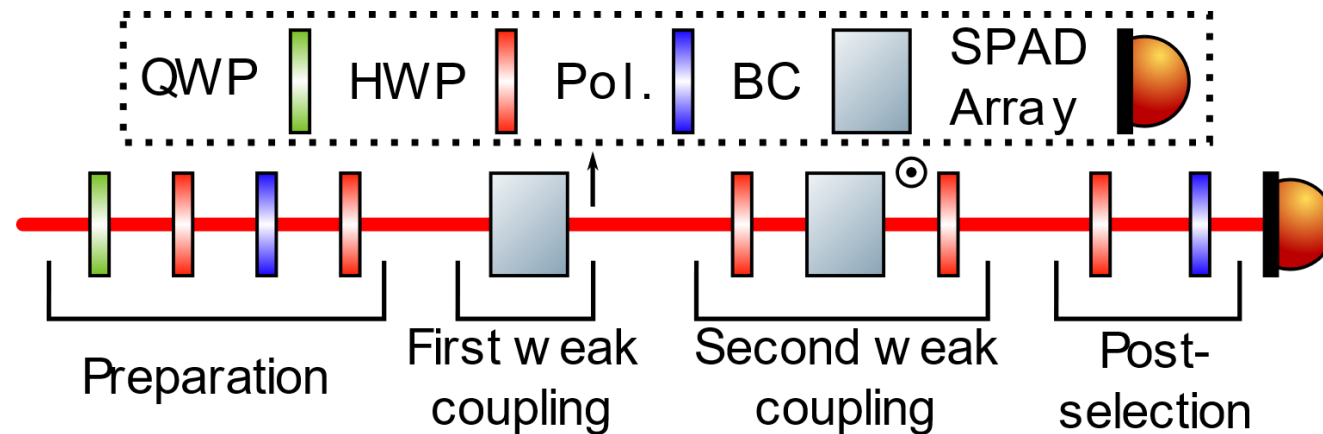 QWP HWP Pol. BC SPAD
Array
Preparation
First weak
coupling
Second weak
coupling
Post-
selection